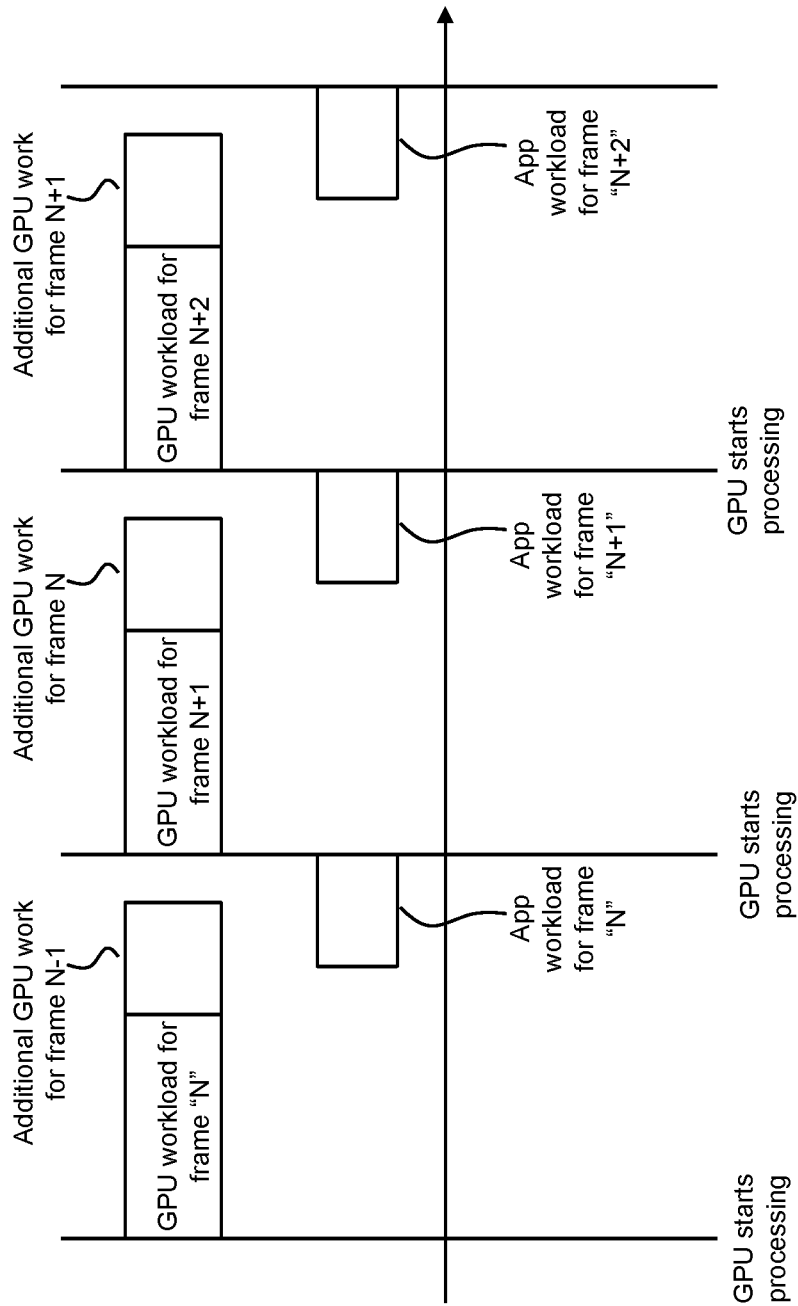 Additional GPU work
for frame N-1
Additional GPU work
for frame N
Additional GPU work
for frame N+1
GPU workload for
frame “N”
GPU workload for
frame N+1
GPU workload for
frame N+2
App
workload
for frame
“N”
App
workload
for frame
“N+1”
App
workload
for frame
“N+2”
GPU starts
processing
GPU starts
processing
GPU starts
processing